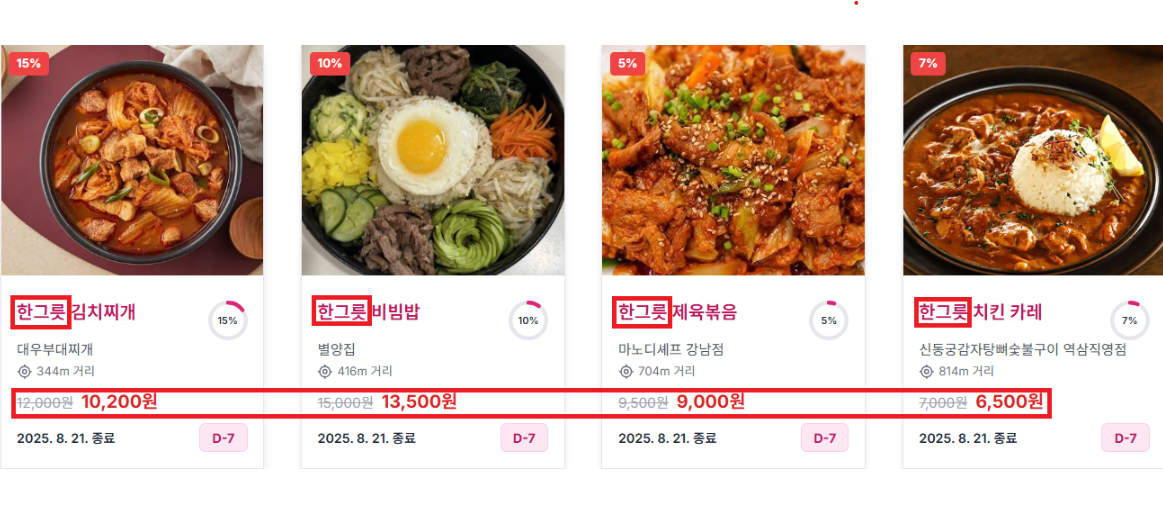 15%
한그릇 김치찌개
15%
대우부대찌개
344m 거리
12,000원 10,200원
2025. 8. 21. 종료
D-7
10%
한그릇 비빔밥
10%
별양집
416m 거리
15,000원 13,500원
2025. 8. 21. 종료
D-7
5%
한그릇 제육볶음
5%
마노디셰프 강남점
704m 거리
9,500원 9,000원
2025. 8. 21. 종료
D-7
7%
한그릇 치킨 카레
7%
신동궁감자탕뼈숯불구이 역삼직영점
814m 거리
7,000원 6,500원
2025. 8. 21. 종료
D-7